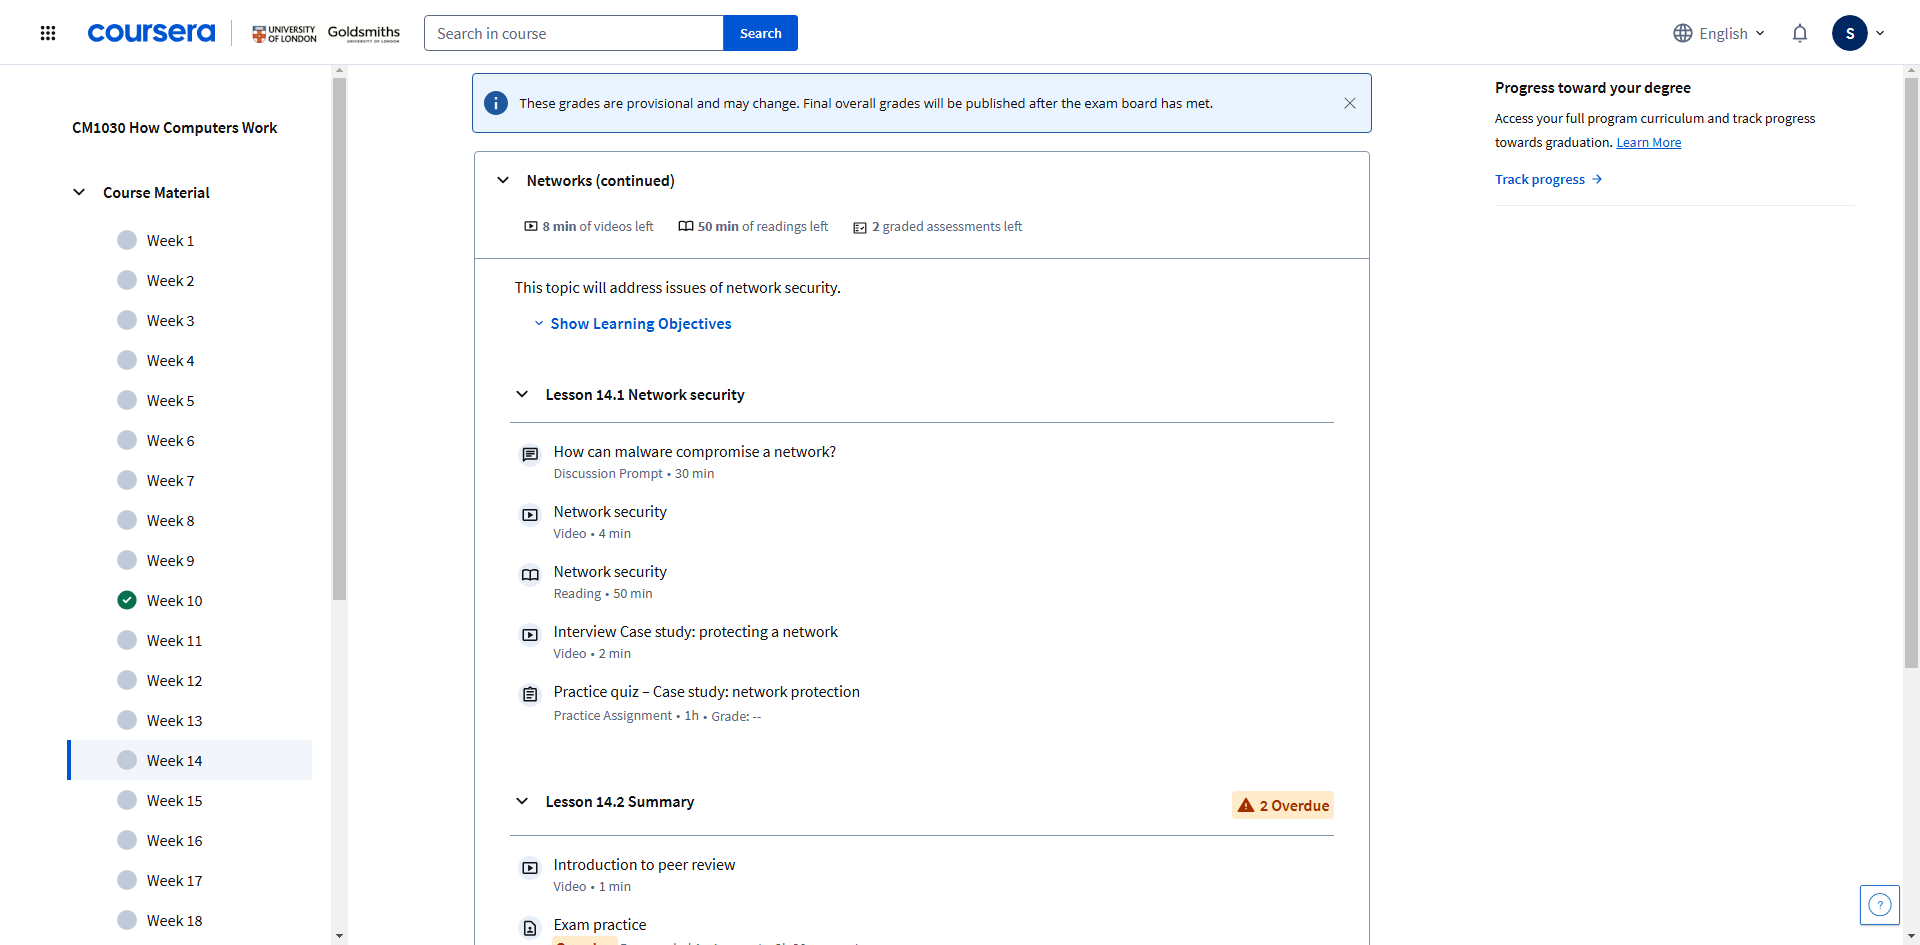 coursera
UNIVERSITY OF LONDON
Goldsmiths
UNIVERSITY OF LONDON
Search in course
Search
English
S
CM1030 How Computers Work
Course Material
Week 1
Week 2
Week 3
Week 4
Week 5
Week 6
Week 7
Week 8
Week 9
Week 10
Week 11
Week 12
Week 13
Week 14
Week 15
Week 16
Week 17
Week 18
These grades are provisional and may change. Final overall grades will be published after the exam board has met.
Networks (continued)
8 min of videos left
50 min of readings left
2 graded assessments left
This topic will address issues of network security.
Show Learning Objectives
Lesson 14.1 Network security
How can malware compromise a network?
Discussion Prompt • 30 min
Network security
Video • 4 min
Network security
Reading • 50 min
Interview Case study: protecting a network
Video • 2 min
Practice quiz – Case study: network protection
Practice Assignment • 1h • Grade: --
Lesson 14.2 Summary
2 Overdue
Introduction to peer review
Video • 1 min
Exam practice
Progress toward your degree
Access your full program curriculum and track progress
towards graduation. Learn More
Track progress →
?